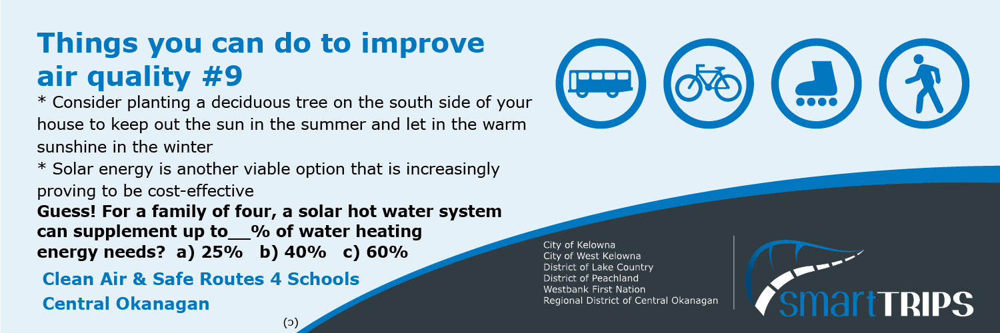 Things you can do to improve
air quality #9
* Consider planting a deciduous tree on the south side of your
house to keep out the sun in the summer and let in the warm
sunshine in the winter
* Solar energy is another viable option that is increasingly
proving to be cost-effective
Guess! For a family of four, a solar hot water system
can supplement up to__% of water heating
energy needs?  a) 25%   b) 40%   c) 60%
Clean Air & Safe Routes 4 Schools
Central Okanagan
(ɔ)
City of Kelowna
City of West Kelowna
District of Lake Country
District of Peachland
Westbank First Nation
Regional District of Central Okanagan
smartTRIPS